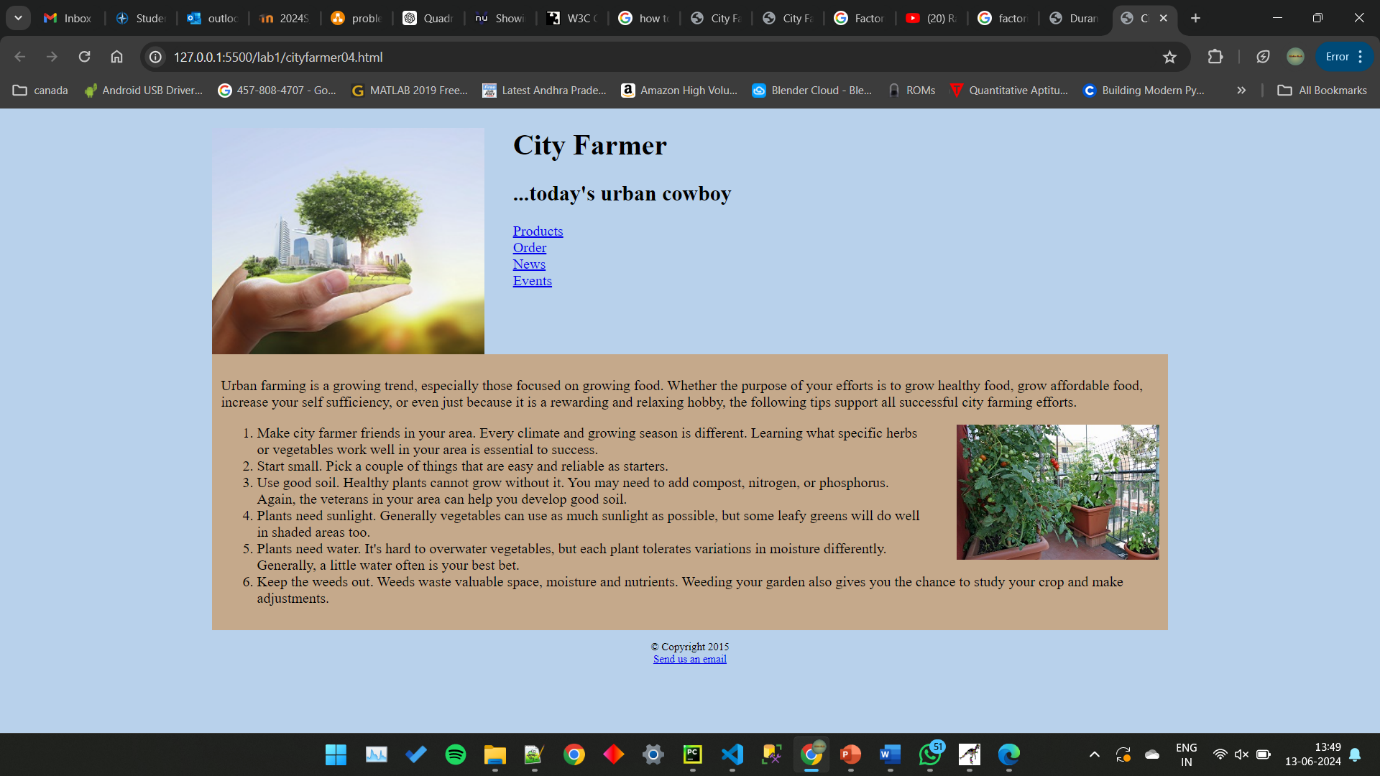 Inbox
Stude
outloo
2024S
proble
Quadr
Showi
W3C C
how t
City Fa
City Fa
Factor
(20) Ra
factori
Duran
C
127.0.0.1:5500/lab1/cityfarmer04.html
Error
canada
Android USB Driver...
457-808-4707 - Go...
MATLAB 2019 Free...
Latest Andhra Prade...
Amazon High Volu...
Blender Cloud - Ble...
ROMs
Quantitative Aptitu...
Building Modern Py...
All Bookmarks
City Farmer
...today's urban cowboy
Products
Order
News
Events
Urban farming is a growing trend, especially those focused on growing food. Whether the purpose of your efforts is to grow healthy food, grow affordable food,
increase your self sufficiency, or even just because it is a rewarding and relaxing hobby, the following tips support all successful city farming efforts.
1. Make city farmer friends in your area. Every climate and growing season is different. Learning what specific herbs
or vegetables work well in your area is essential to success.
2. Start small. Pick a couple of things that are easy and reliable as starters.
3. Use good soil. Healthy plants cannot grow without it. You may need to add compost, nitrogen, or phosphorus.
Again, the veterans in your area can help you develop good soil.
4. Plants need sunlight. Generally vegetables can use as much sunlight as possible, but some leafy greens will do well
in shaded areas too.
5. Plants need water. It's hard to overwater vegetables, but each plant tolerates variations in moisture differently.
Generally, a little water often is your best bet.
6. Keep the weeds out. Weeds waste valuable space, moisture and nutrients. Weeding your garden also gives you the chance to study your crop and make
adjustments.
© Copyright 2015
Send us an email
51
ENG
IN
13:49
13-06-2024